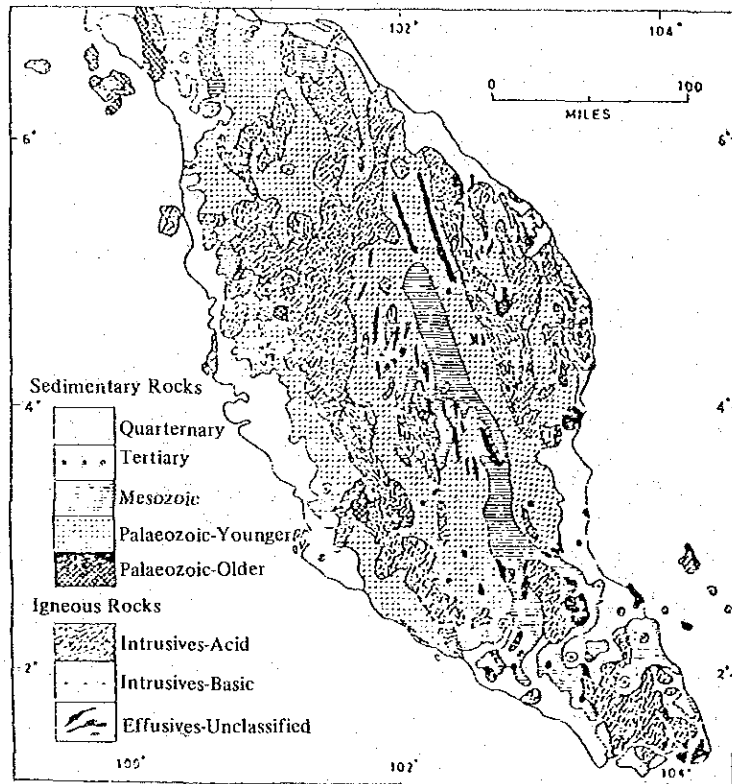 102° 104°
0 100
MILES
6° 6°
Sedimentary Rocks
4° 4°
Quarternary
Tertiary
Mesozoic
Palaeozoic-Younger
Palaeozoic-Older
Igneous Rocks
Intrusives-Acid
2° 2°
Intrusives-Basic
Effusives-Unclassified
100° 102° 104°